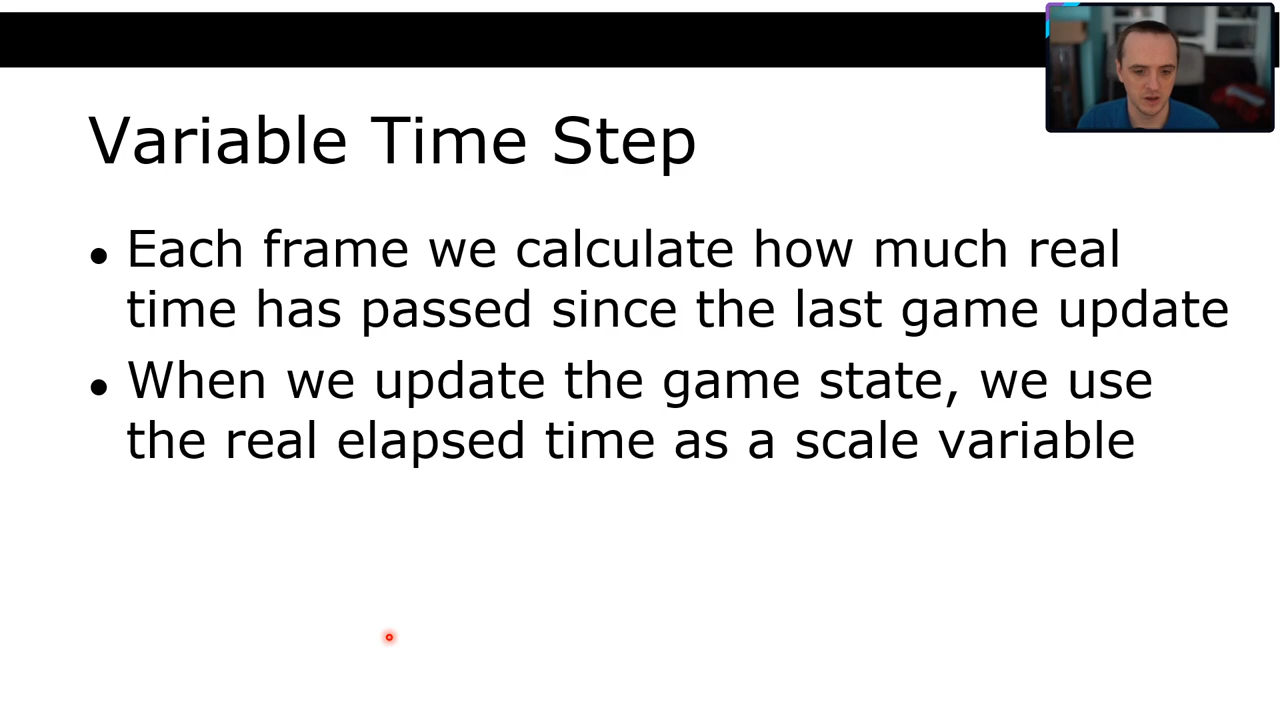 Variable Time Step
• Each frame we calculate how much real
time has passed since the last game update
• When we update the game state, we use
the real elapsed time as a scale variable